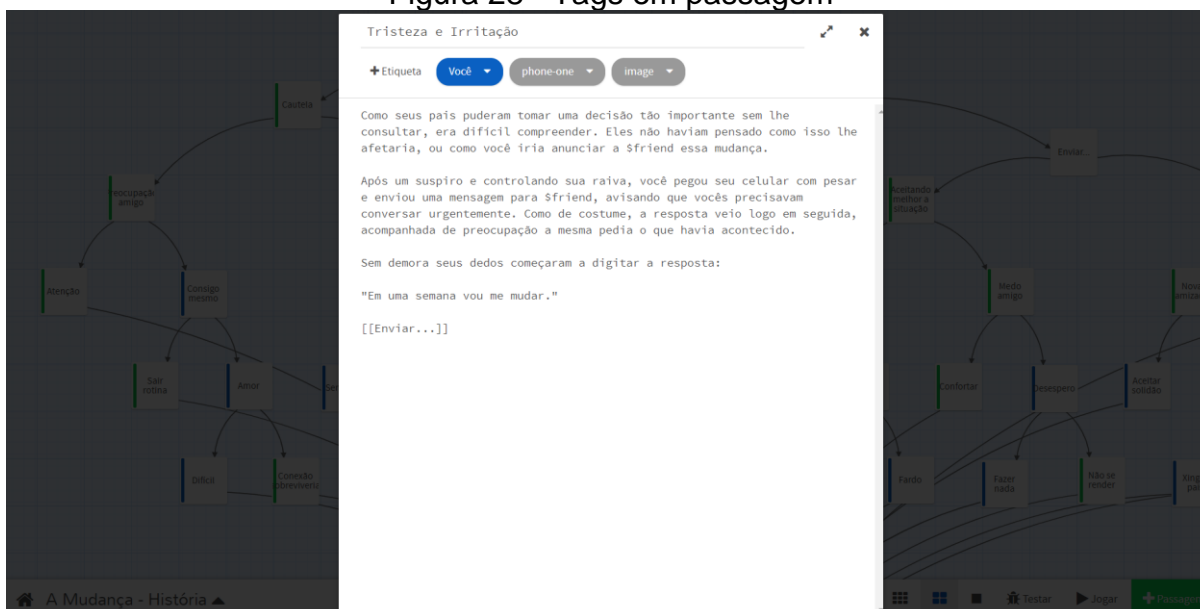 Figura 25 - Tags em passagem
Tristeza e Irritação
+Etiqueta
Você
phone-one
image
Como seus pais puderam tomar uma decisão tão importante sem lhe
consultar, era difícil compreender. Eles não haviam pensado como isso lhe
afetaria, ou como você iria anunciar a $friend essa mudança.
Após um suspiro e controlando sua raiva, você pegou seu celular com pesar
e enviou uma mensagem para $friend, avisando que vocês precisavam
conversar urgentemente. Como de costume, a resposta veio logo em seguida,
acompanhada de preocupação a mesma pedia o que havia acontecido.
Sem demora seus dedos começaram a digitar a resposta:
"Em uma semana vou me mudar."
[[Enviar...]]
Cautela
amigo
Atenção
Consigo
mesmo
Sair
rotina
Amor
Difícil
Conexão
Enviar...
Aceitando
melhor a
situação
Medo
amigo
Confortar
Desespero
Aceitar
solidão
Fardo
Fazer
nada
Não se
render
A Mudança - História
Testar
Jogar